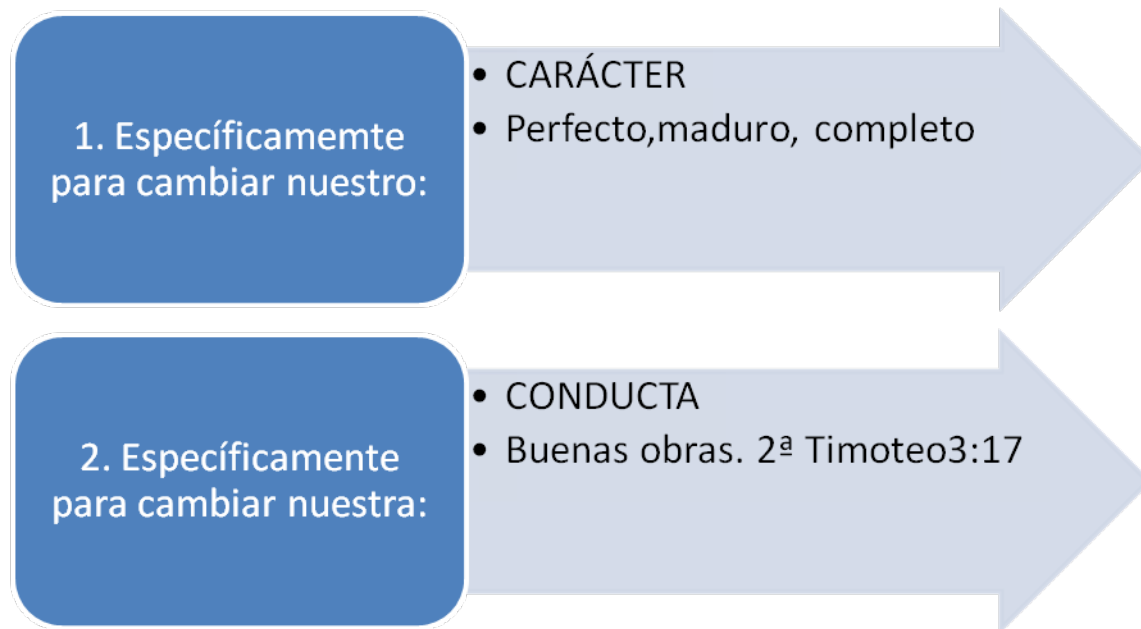 1. Específicamemte
para cambiar nuestro:
• CARÁCTER
• Perfecto,maduro, completo
2. Específicamente
para cambiar nuestra:
• CONDUCTA
• Buenas obras. 2ª Timoteo3:17